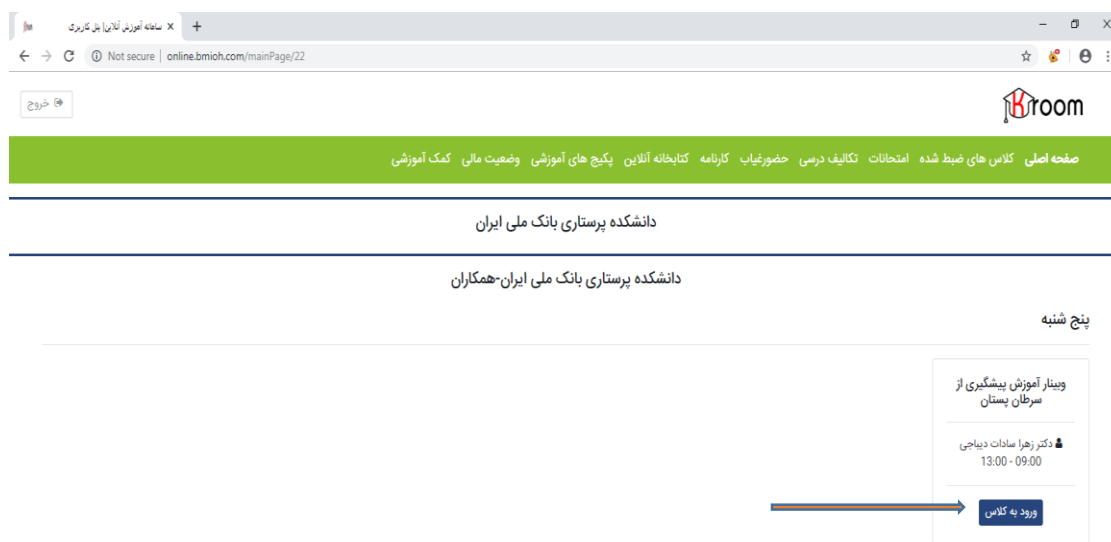 سامانه آموزش آنلاین| پنل کاربری
Not secure | online.bmioh.com/mainPage/22
خروج
Kroom
صفحه اصلی کلاس های ضبط شده امتحانات تکالیف درسی حضورغیاب کارنامه کتابخانه آنلاین پکیج های آموزشی وضعیت مالی کمک آموزشی
دانشکده پرستاری بانک ملی ایران
دانشکده پرستاری بانک ملی ایران-همکاران
پنج شنبه
وبینار آموزش پیشگیری از
سرطان پستان
دکتر زهرا سادات دیباجی
13:00 - 09:00
ورود به کلاس